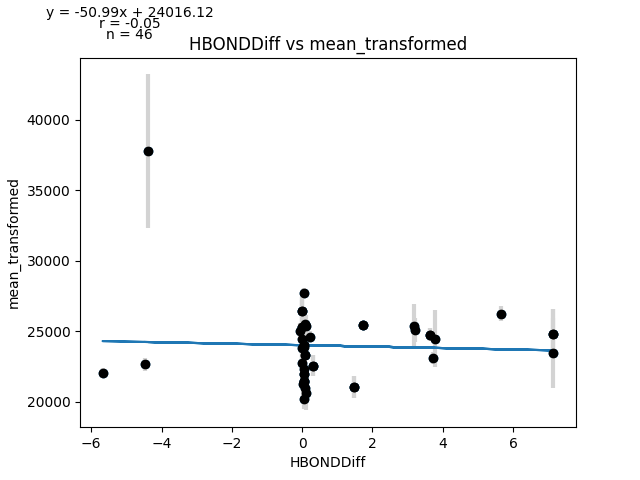 y = -50.99x + 24016.12
r = -0.05
n = 46
HBONDDiff vs mean_transformed
mean_transformed
40000
35000
30000
25000
20000
−6
−4
−2
0
2
4
6
HBONDDiff